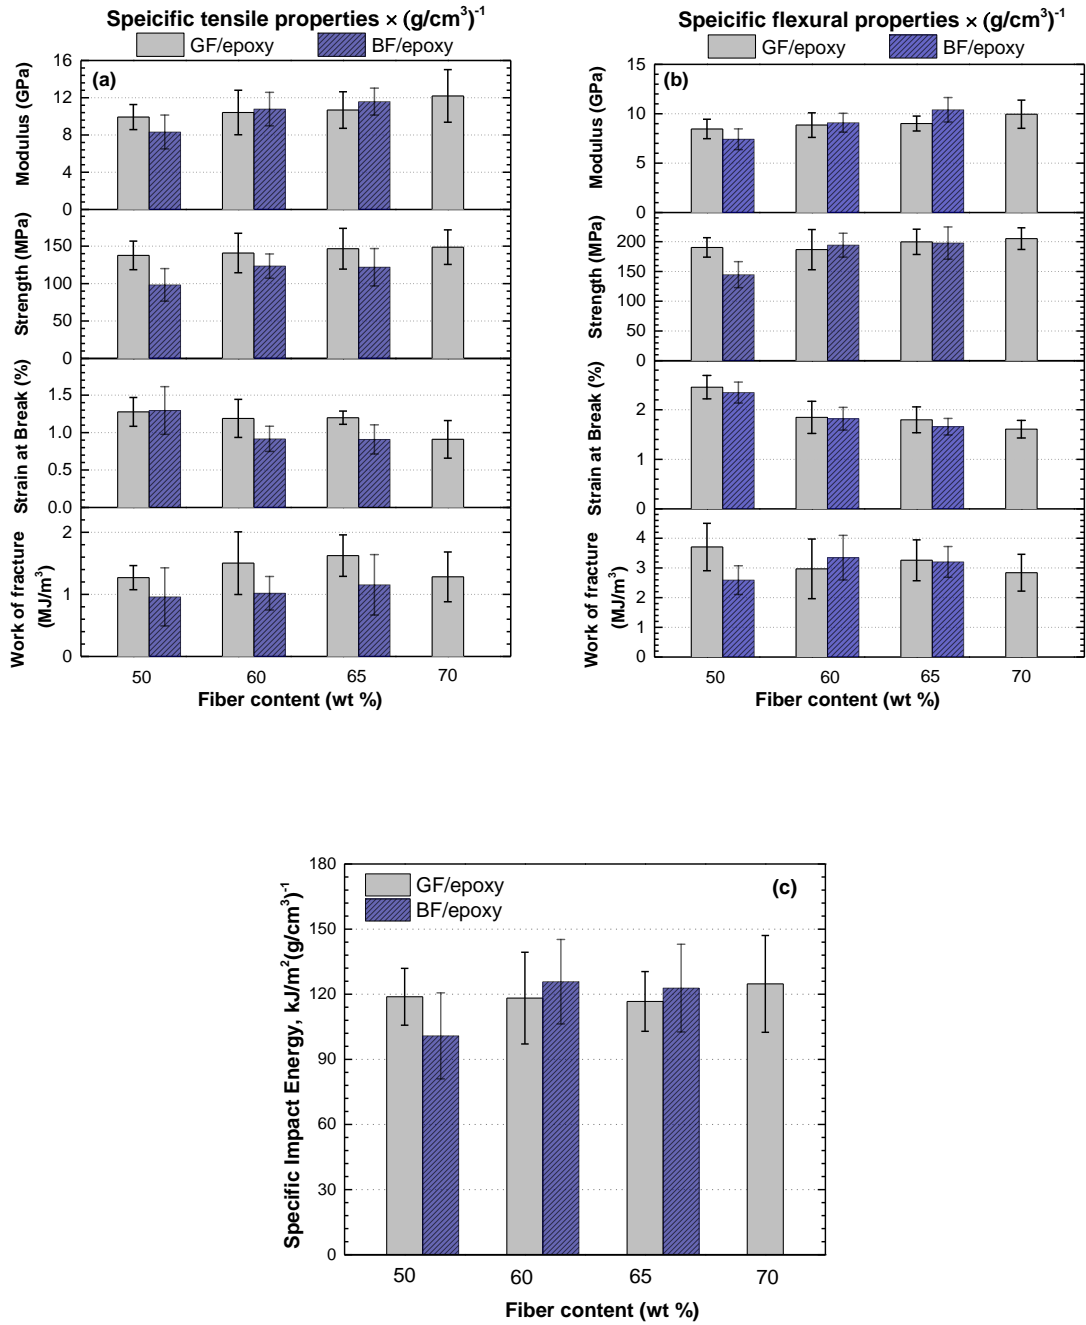 Speicific tensile properties × (g/cm³)⁻¹
GF/epoxy BF/epoxy
(a)
Modulus (GPa)
16
12
8
4
0
Strength (MPa)
150
100
50
0
Strain at Break (%)
1.5
1.0
0.5
0.0
Work of fracture
(MJ/m³)
2
1
0
50 60 65 70
Fiber content (wt %)
Speicific flexural properties × (g/cm³)⁻¹
GF/epoxy BF/epoxy
(b)
Modulus (GPa)
15
10
5
0
Strength (MPa)
200
150
100
50
0
Strain at Break (%)
2
1
0
Work of fracture
(MJ/m³)
4
3
2
1
0
50 60 65 70
Fiber content (wt %)
GF/epoxy
BF/epoxy
(c)
Specific Impact Energy, kJ/m²(g/cm³)⁻¹
180
150
120
90
60
30
0
50 60 65 70
Fiber content (wt %)